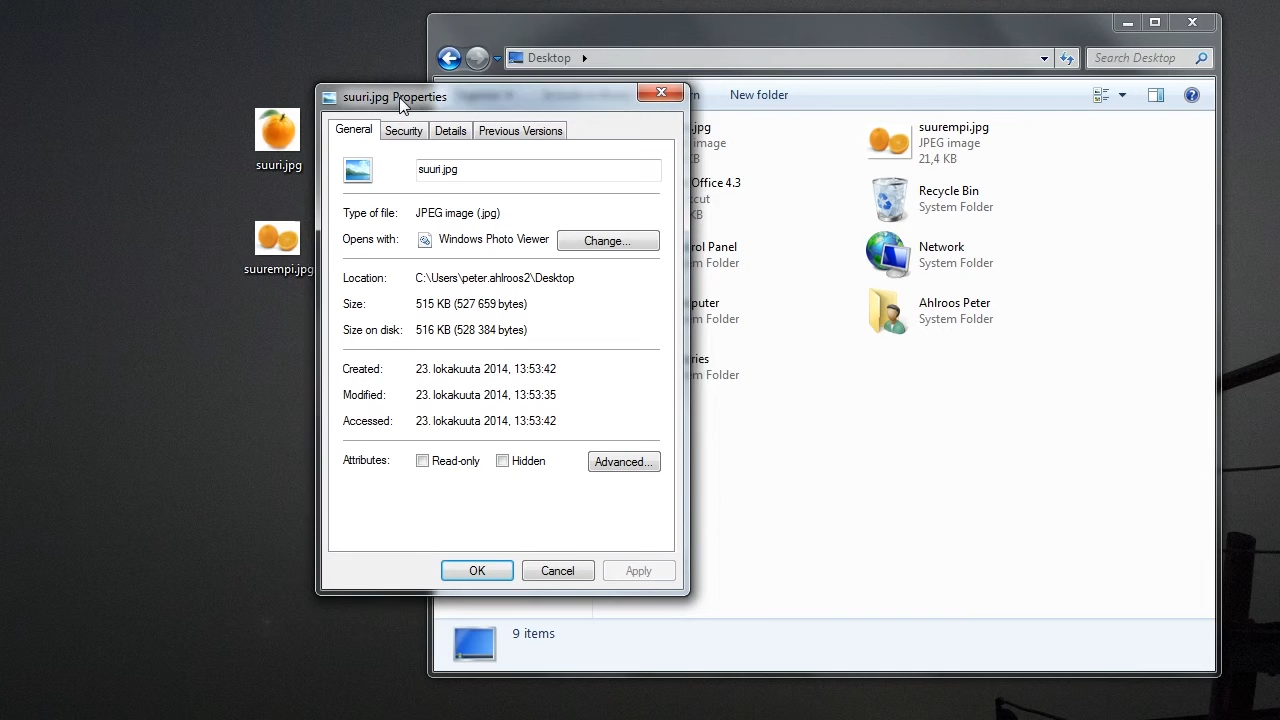 suuri.jpg
suurempi.jpg
Desktop
Search Desktop
New folder
.jpg
image
suurempi.jpg
JPEG image
21,4 KB
Office 4.3
Recycle Bin
System Folder
rol Panel
m Folder
Network
System Folder
puter
m Folder
Ahlroos Peter
System Folder
ries
m Folder
9 items
suuri.jpg Properties
General
Security
Details
Previous Versions
suuri.jpg
Type of file: JPEG image (.jpg)
Opens with: Windows Photo Viewer Change...
Location: C:\Users\peter.ahlroos2\Desktop
Size: 515 KB (527 659 bytes)
Size on disk: 516 KB (528 384 bytes)
Created: 23. lokakuuta 2014, 13:53:42
Modified: 23. lokakuuta 2014, 13:53:35
Accessed: 23. lokakuuta 2014, 13:53:42
Attributes: Read-only Hidden Advanced...
OK Cancel Apply